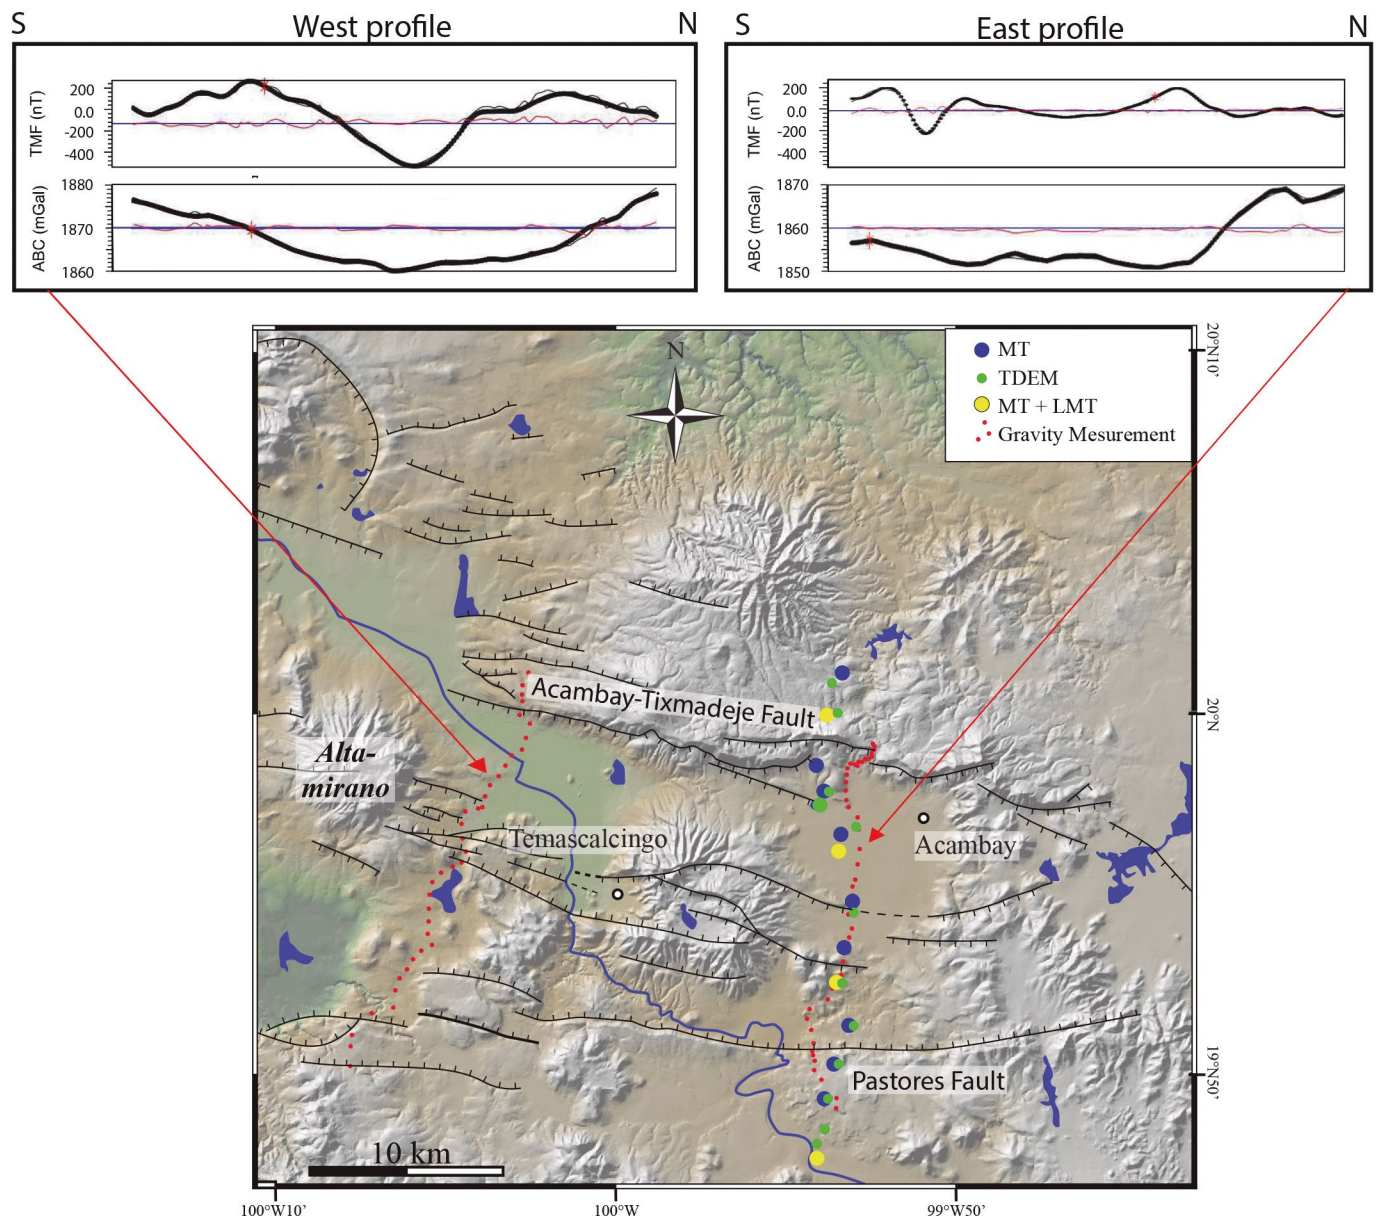 S West profile N
S East profile N
TMF (nT)
200
0.0
-200
-400
ABC (mGal)
1880
1870
1860
TMF (nT)
200
0.0
-200
-400
ABC (mGal)
1870
1860
1850
N
MT
TDEM
MT + LMT
Gravity Mesurement
20°N10'
Acambay-Tixmadeje Fault
20°N
Alta-
mirano
Temascalcingo
Acambay
Pastores Fault
19°N50'
10 km
100°W10'
100°W
99°W50'